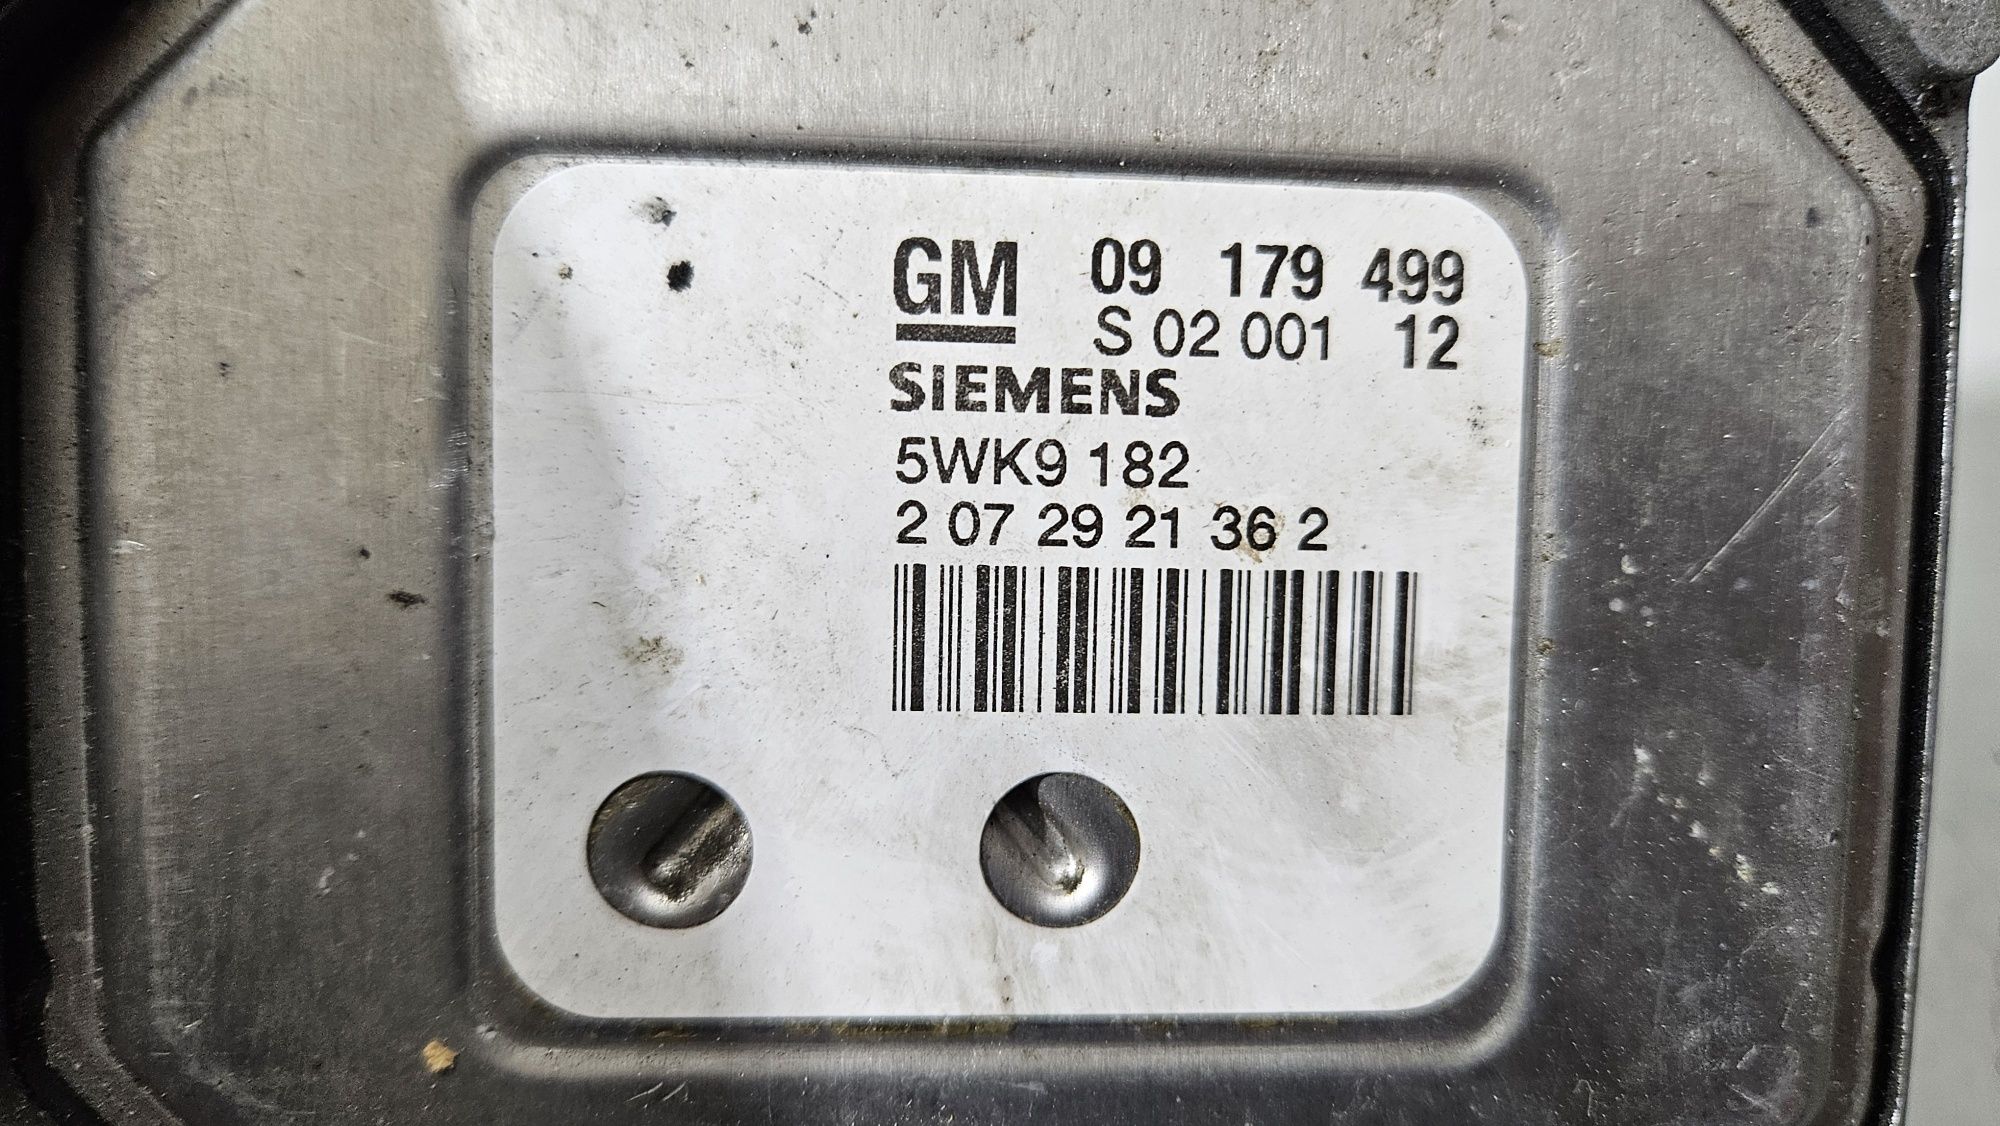 GM 09 179 499
S 02 001 12
SIEMENS
5WK9 182
2 07 29 21 36 2